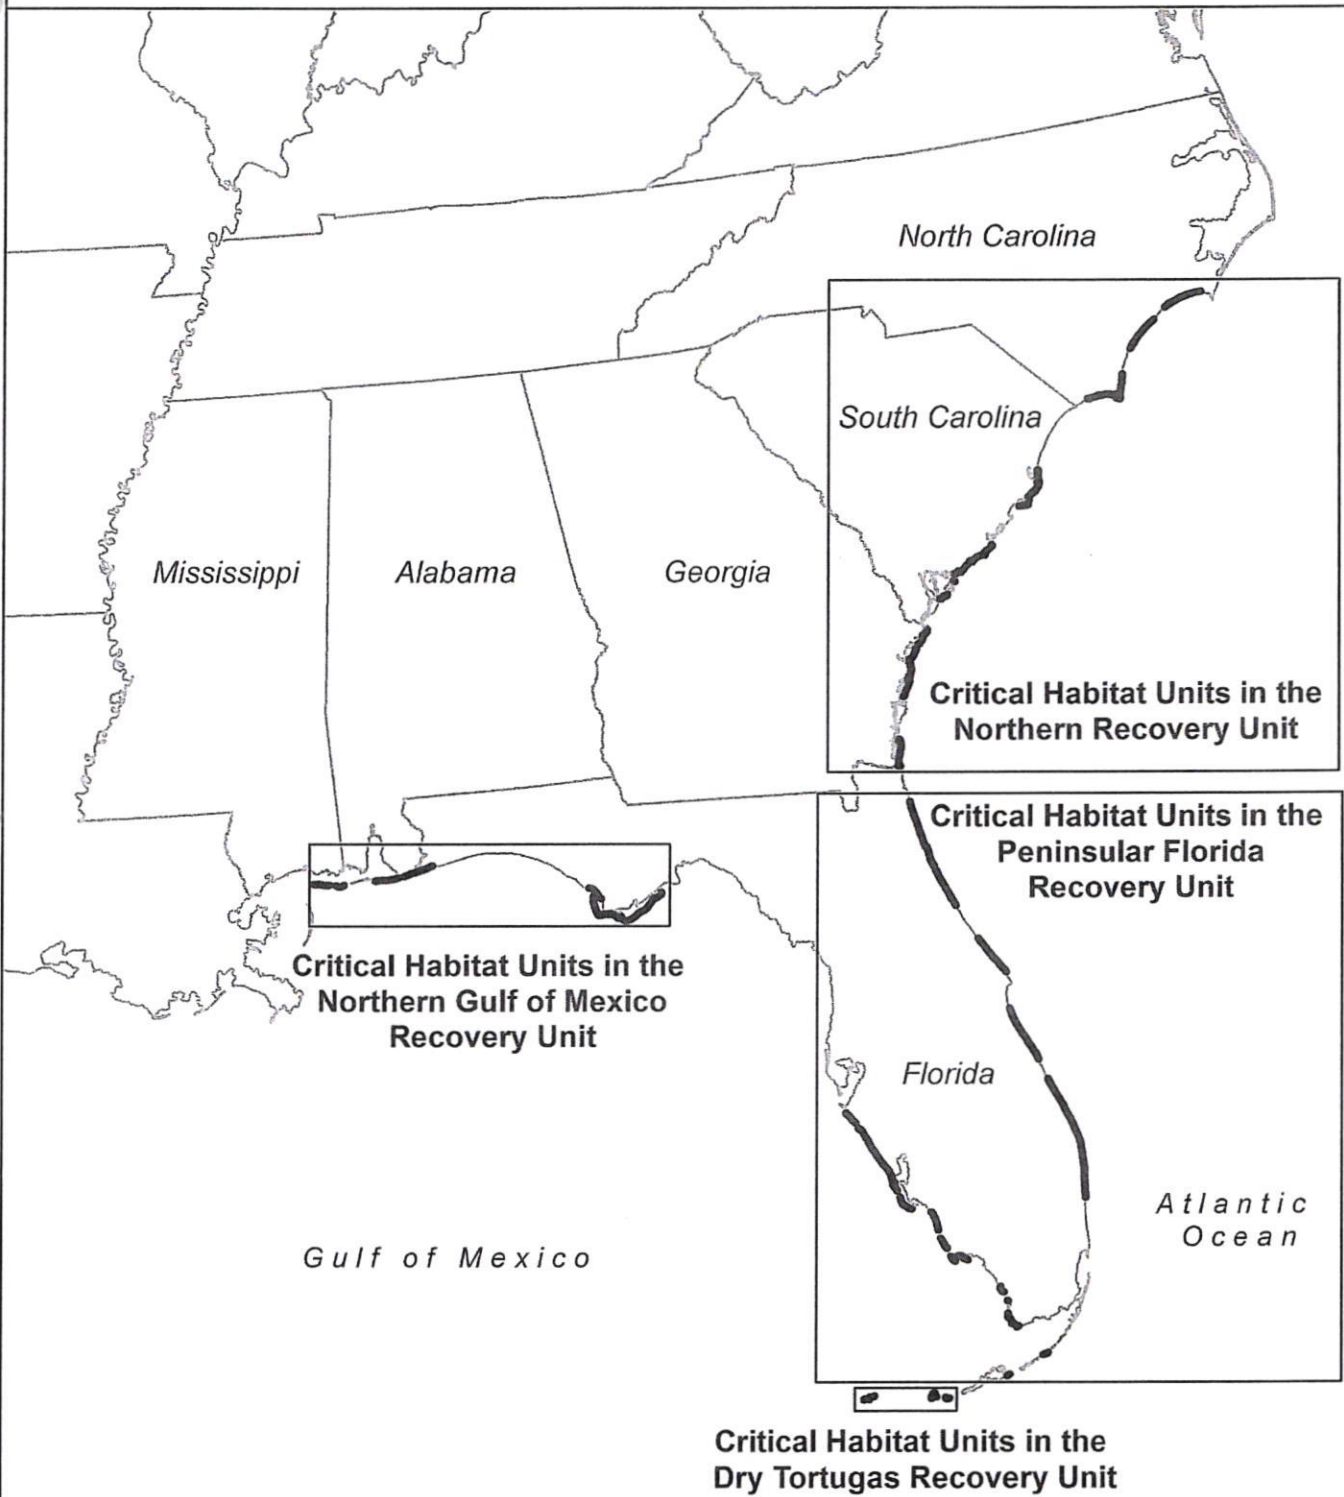 North Carolina
South Carolina
Mississippi
Alabama
Georgia
Critical Habitat Units in the
Northern Recovery Unit
Critical Habitat Units in the
Peninsular Florida
Recovery Unit
Critical Habitat Units in the
Northern Gulf of Mexico
Recovery Unit
Florida
Atlantic
Ocean
Gulf of Mexico
Critical Habitat Units in the
Dry Tortugas Recovery Unit